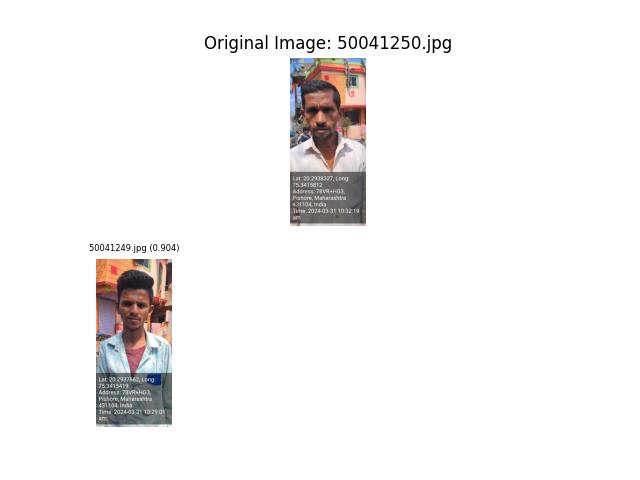 Original Image: 50041250.jpg
Lat: 20.2938327, Long:
75.3415812
Address: 78VR+HG3,
Pishore, Maharashtra
431104, India
Time: 2024-03-31 10:32:19
am
50041249.jpg (0.904)
Lat: 20.2937662, Long:
75.3415419
Address: 78VR+HG3,
Pishore, Maharashtra
431104, India
Time: 2024-03-31 10:29:01
am